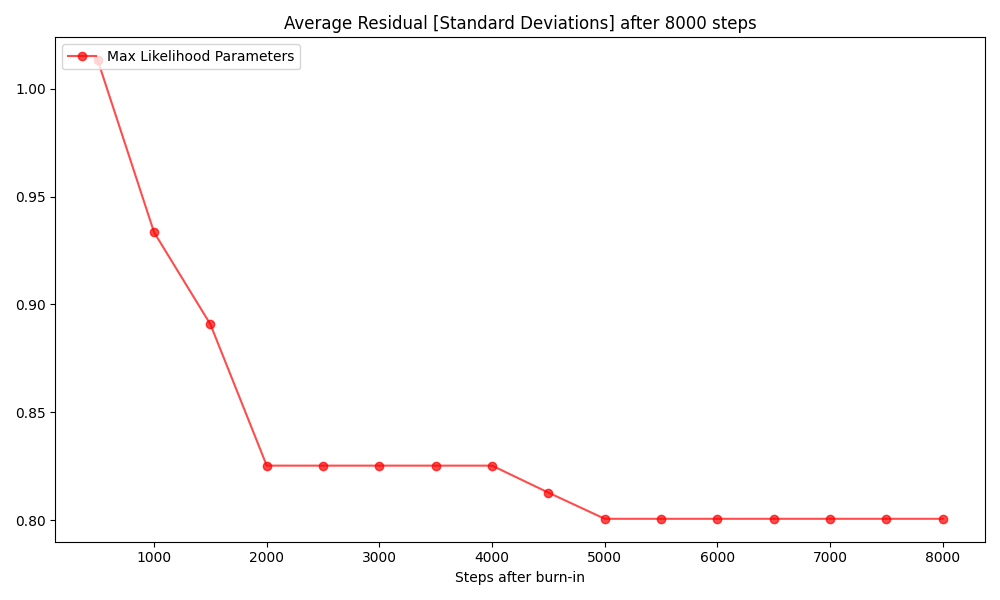 Average Residual [Standard Deviations] after 8000 steps
Max Likelihood Parameters
1.00
0.95
0.90
0.85
0.80
1000 2000 3000 4000 5000 6000 7000 8000
Steps after burn-in